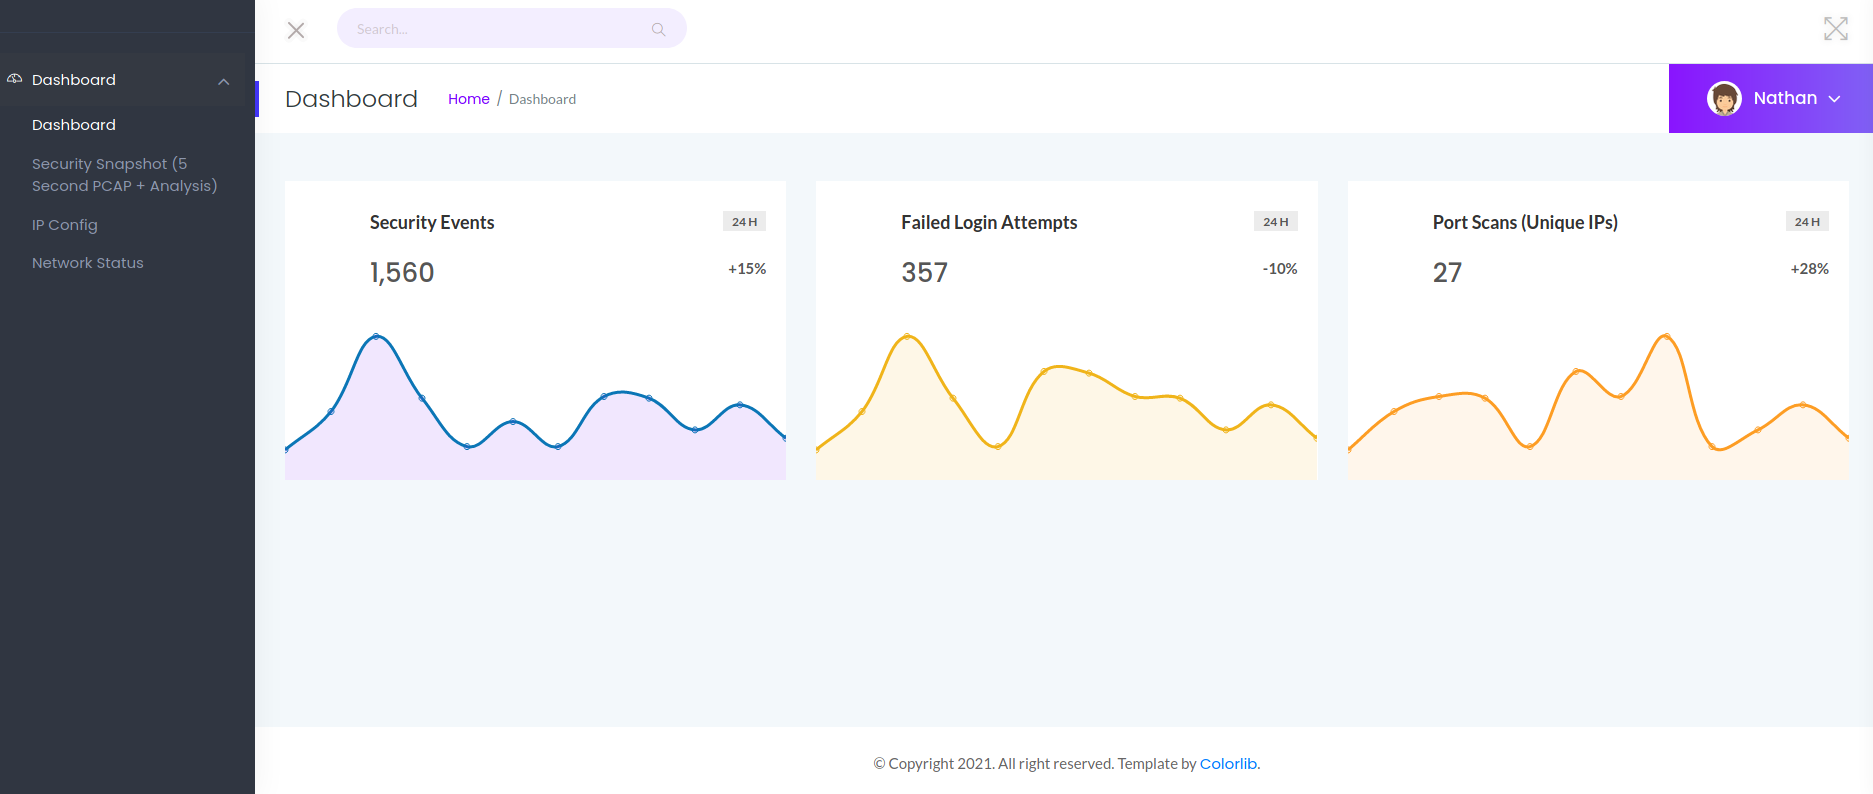 Search...
Dashboard
Dashboard
Security Snapshot (5
Second PCAP + Analysis)
IP Config
Network Status
Dashboard
Home / Dashboard
Nathan
Security Events
24 H
1,560
+15%
Failed Login Attempts
24 H
357
-10%
Port Scans (Unique IPs)
24 H
27
+28%
© Copyright 2021. All right reserved. Template by Colorlib.